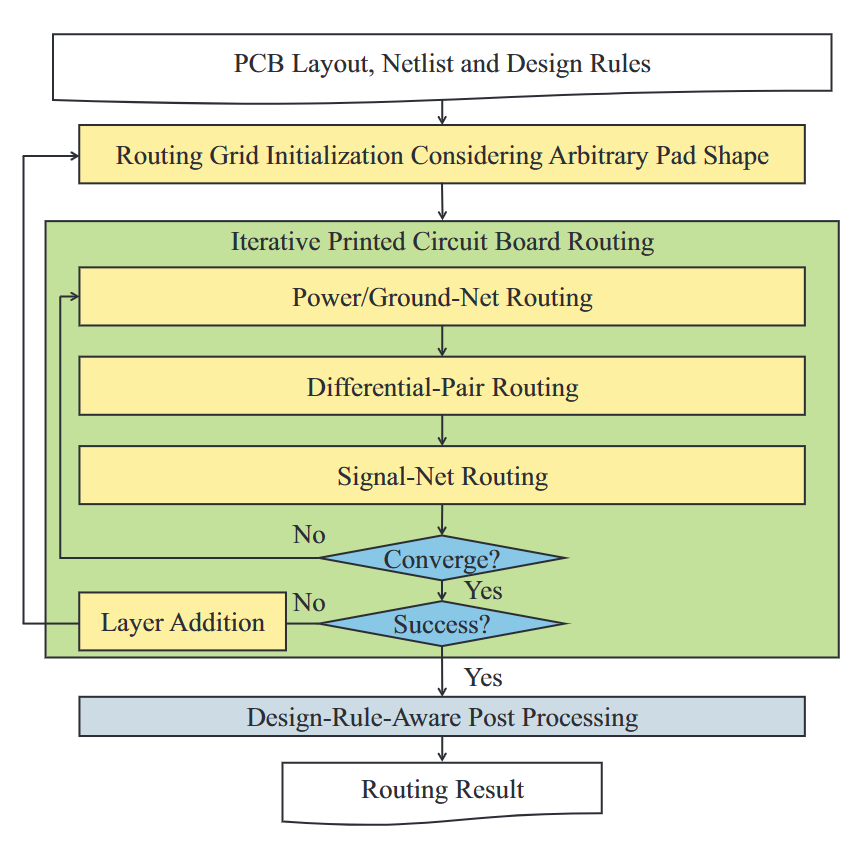 PCB Layout, Netlist and Design Rules
Routing Grid Initialization Considering Arbitrary Pad Shape
Iterative Printed Circuit Board Routing
Power/Ground-Net Routing
Differential-Pair Routing
Signal-Net Routing
No
Converge?
Yes
No
Layer Addition
Success?
Yes
Design-Rule-Aware Post Processing
Routing Result